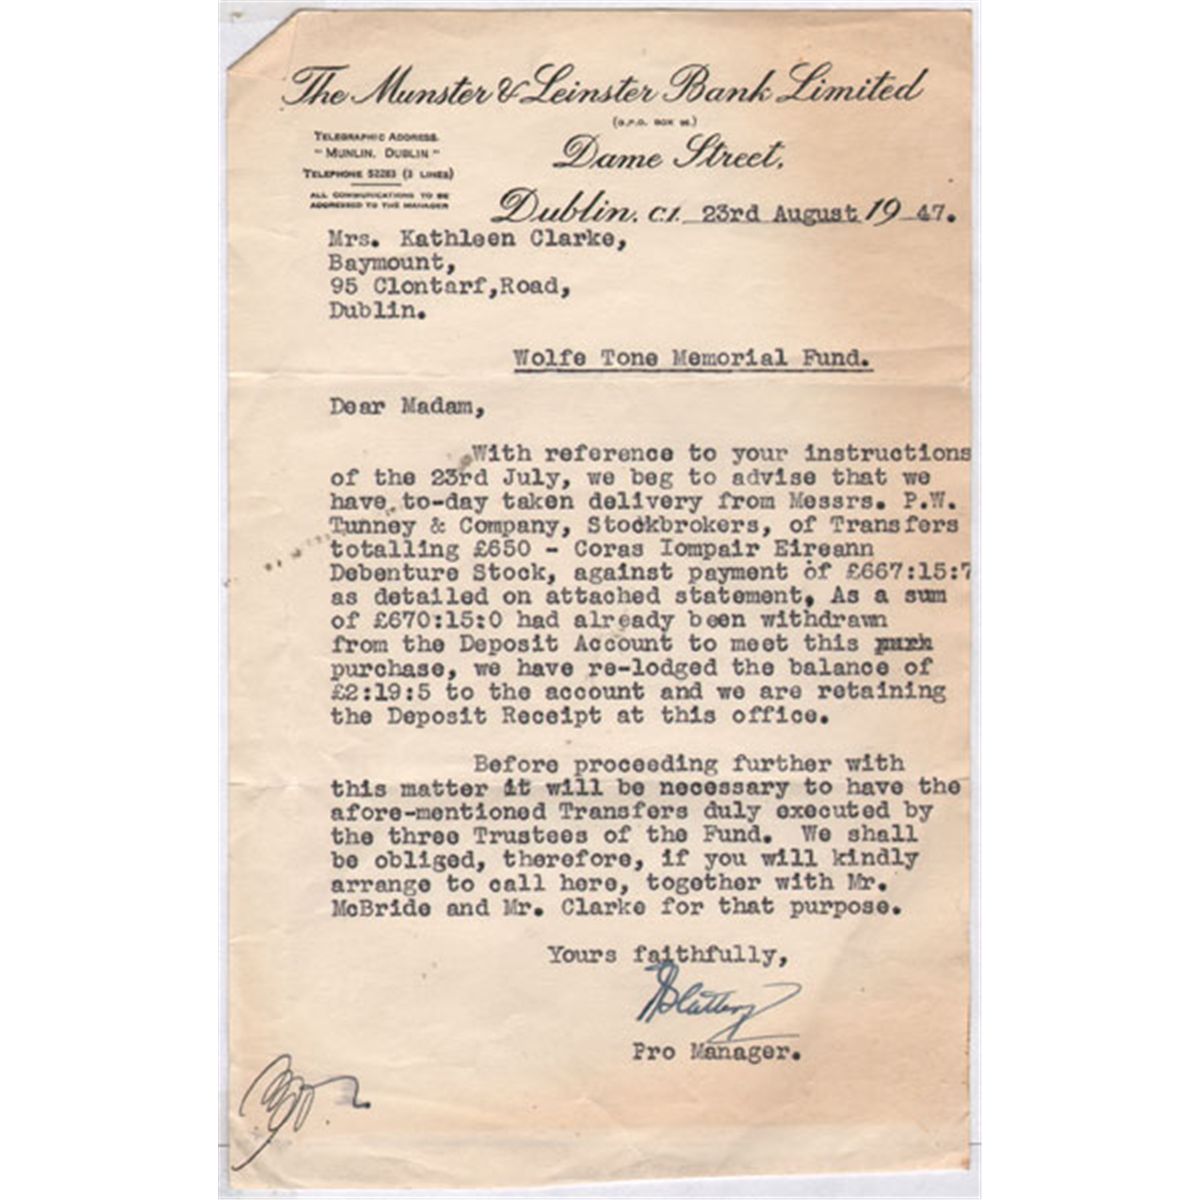 The Munster & Leinster Bank Limited
(G.P.O. BOX 96.)
TELEGRAPHIC ADDRESS.
"MUNLIN, DUBLIN"
TELEPHONE 52283 (3 LINES)
ALL COMMUNICATIONS TO BE
ADDRESSED TO THE MANAGER
Dame Street,
Dublin. C.1. 23rd August 19 47.
Mrs. Kathleen Clarke,
Baymount,
95 Clontarf,Road,
Dublin.
Wolfe Tone Memorial Fund.
Dear Madam,
With reference to your instructions
of the 23rd July, we beg to advise that we
have to-day taken delivery from Messrs. P.W.
Tunney & Company, Stockbrokers, of Transfers
totalling £650 - Coras Iompair Eireann
Debenture Stock, against payment of £667:15:7
as detailed on attached statement. As a sum
of £670:15:0 had already been withdrawn
from the Deposit Account to meet this
purchase, we have re-lodged the balance of
£2:19:5 to the account and we are retaining
the Deposit Receipt at this office.
Before proceeding further with
this matter it will be necessary to have the
afore-mentioned Transfers duly executed by
the three Trustees of the Fund. We shall
be obliged, therefore, if you will kindly
arrange to call here, together with Mr.
McBride and Mr. Clarke for that purpose.
Yours faithfully,
Pro Manager.